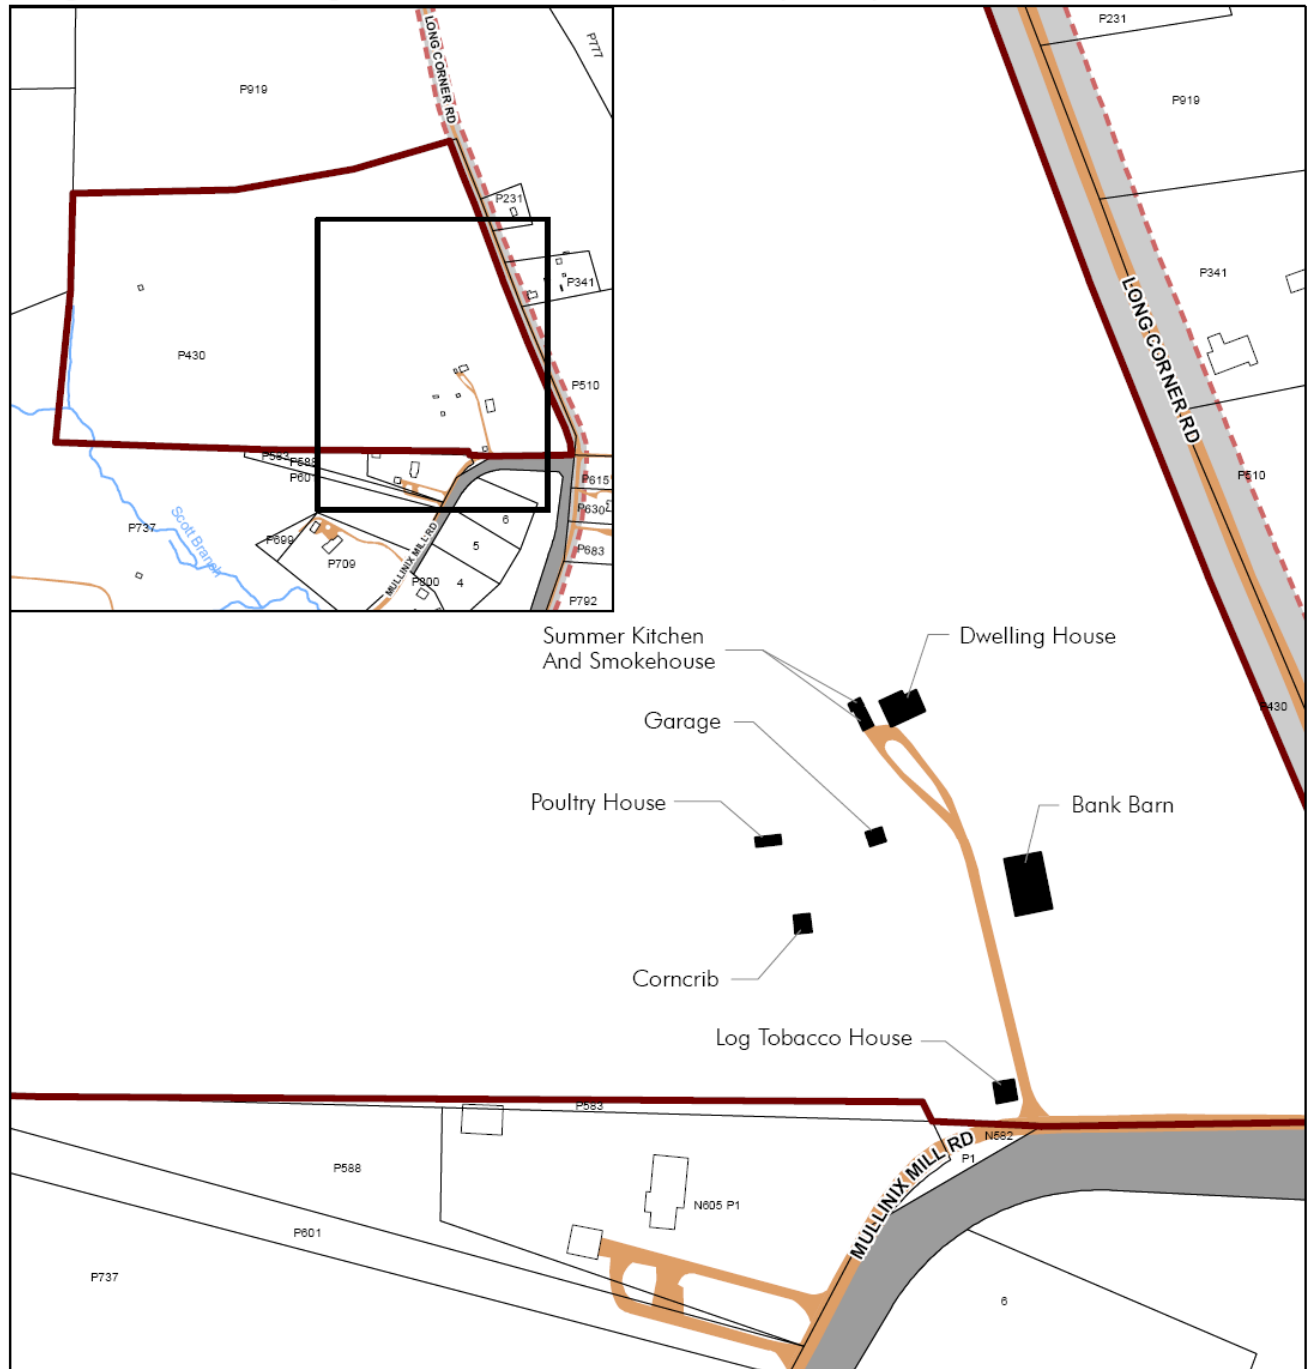 P919
LONG CORNER RD
P777
P231
P341
P430
P510
P583
P588
P601
P615
P630
6
P737
Scott Branch
P699
P709
MULLINIX MILL RD
5
P683
P800
4
P792
P231
P919
P341
LONG CORNER RD
P510
P430
Summer Kitchen
And Smokehouse
Dwelling House
Garage
Poultry House
Bank Barn
Corncrib
Log Tobacco House
P583
N582
P1
MULLINIX MILL RD
P588
N605 P1
P601
P737
6